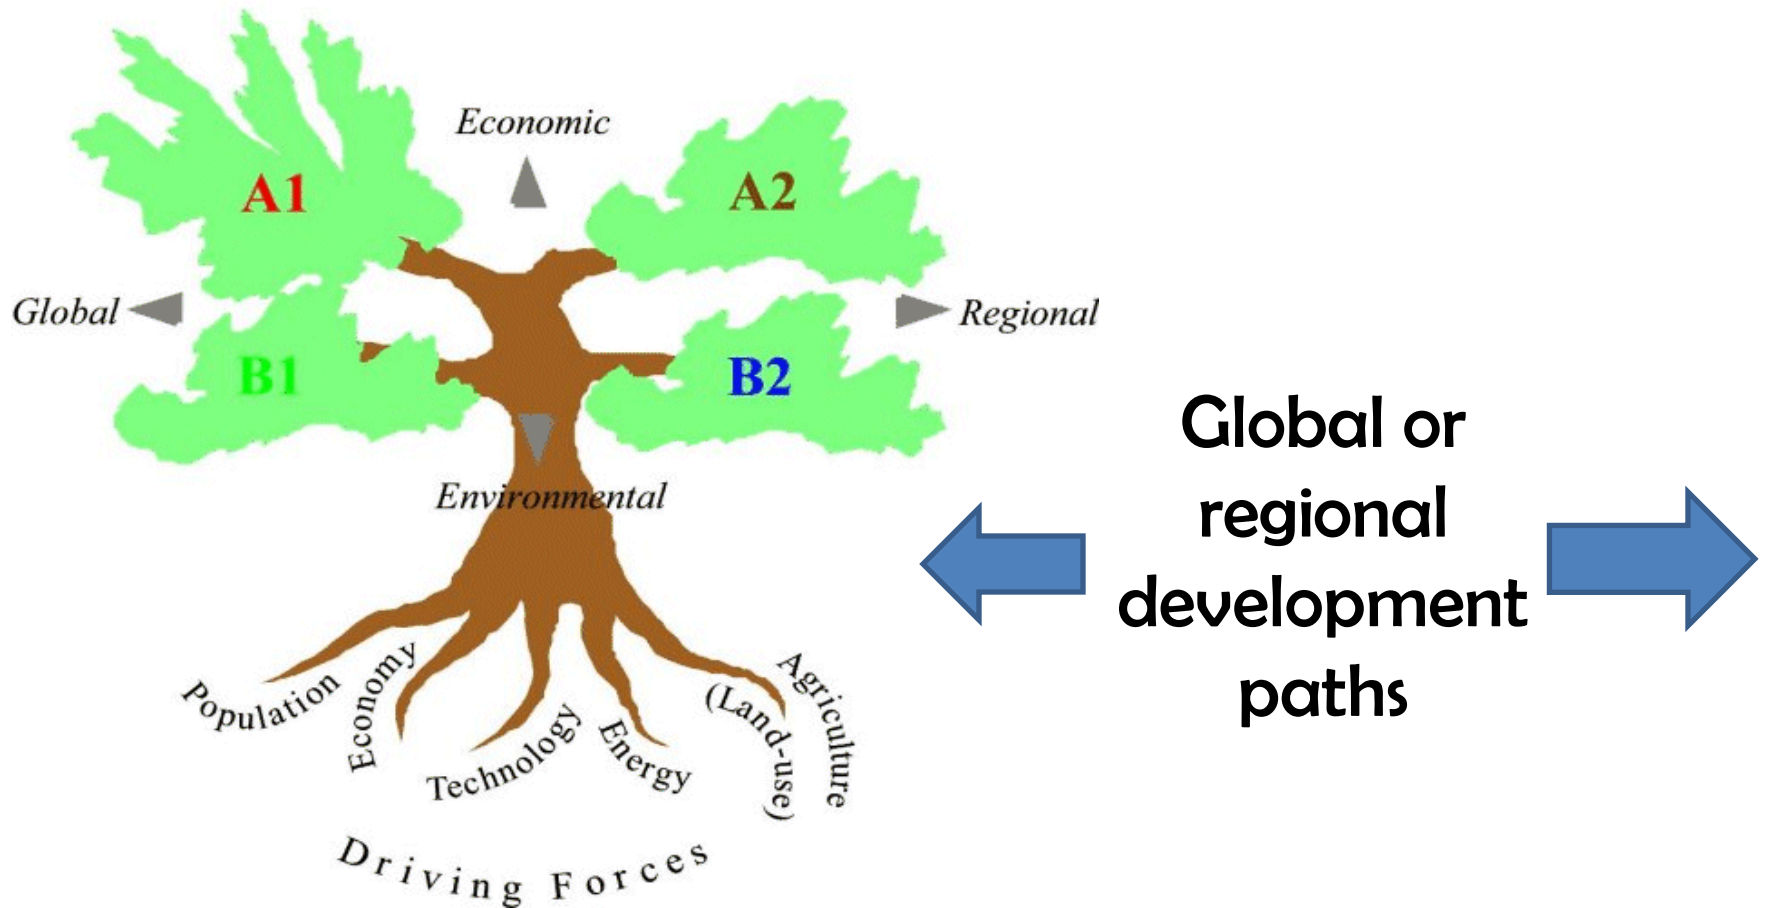 Economic
A1
A2
Global
Regional
B1
B2
Environmental
Population
Economy
Technology
Energy
(Land-use)
Agriculture
Driving Forces
Global or
regional
development
paths